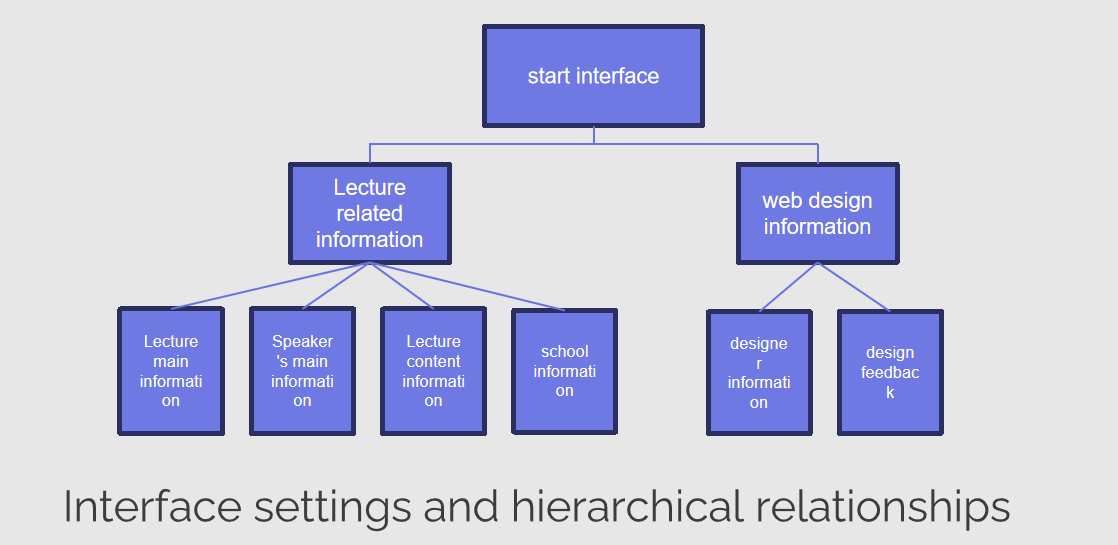 start interface
Lecture
related
information
web design
information
Lecture
main
informati
on
Speaker
's main
informati
on
Lecture
content
informati
on
school
informati
on
designe
r
informati
on
design
feedbac
k
Interface settings and hierarchical relationships